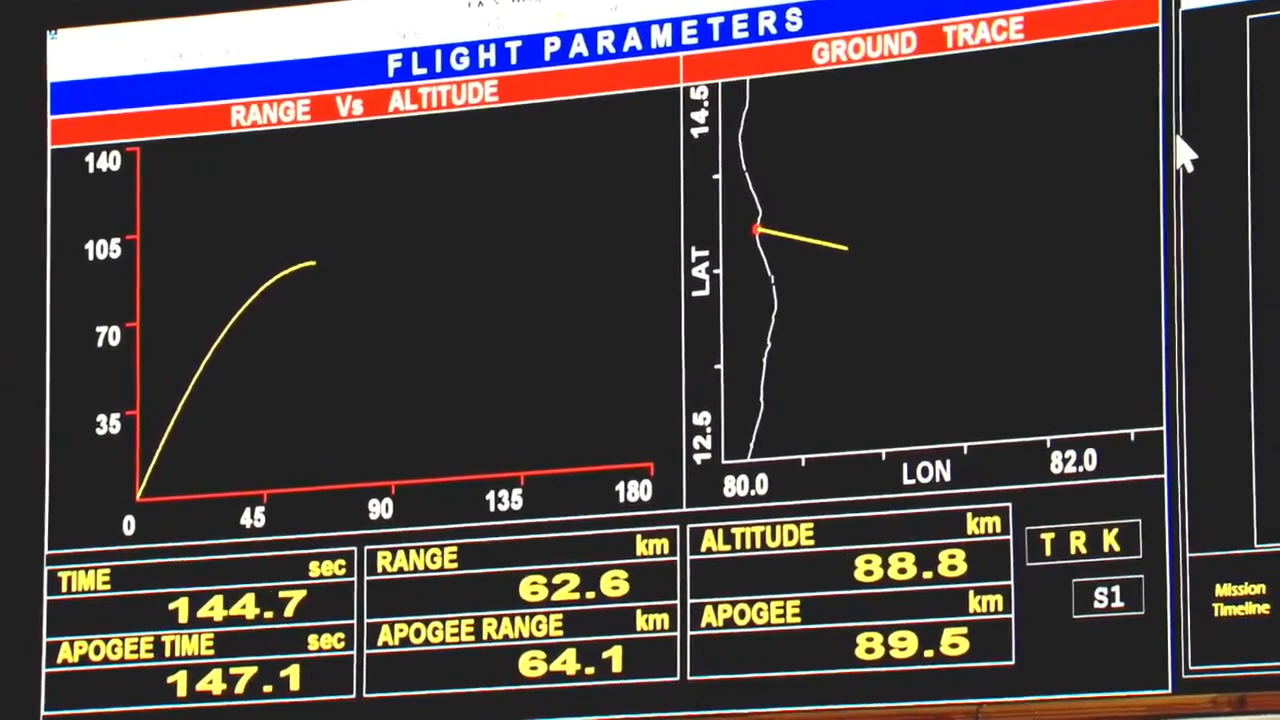 FLIGHT PARAMETERS
RANGE Vs ALTITUDE
GROUND TRACE
140
105
70
35
0
45
90
135
180
14.5
LAT
12.5
80.0
LON
82.0
TIME sec
144.7
APOGEE TIME sec
147.1
RANGE km
62.6
APOGEE RANGE km
64.1
ALTITUDE km
88.8
APOGEE km
89.5
TRK
S1
Mission
Timeline